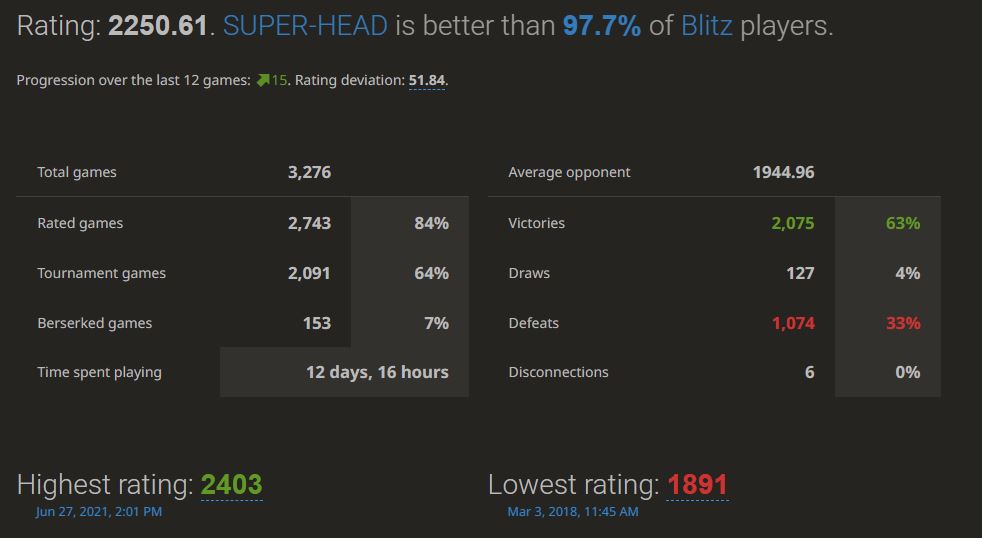 Rating: 2250.61. SUPER-HEAD is better than 97.7% of Blitz players.
Progression over the last 12 games: 15. Rating deviation: 51.84.
Total games 3,276
Rated games 2,743 84%
Tournament games 2,091 64%
Berserked games 153 7%
Time spent playing 12 days, 16 hours
Average opponent 1944.96
Victories 2,075 63%
Draws 127 4%
Defeats 1,074 33%
Disconnections 6 0%
Highest rating: 2403
Jun 27, 2021, 2:01 PM
Lowest rating: 1891
Mar 3, 2018, 11:45 AM